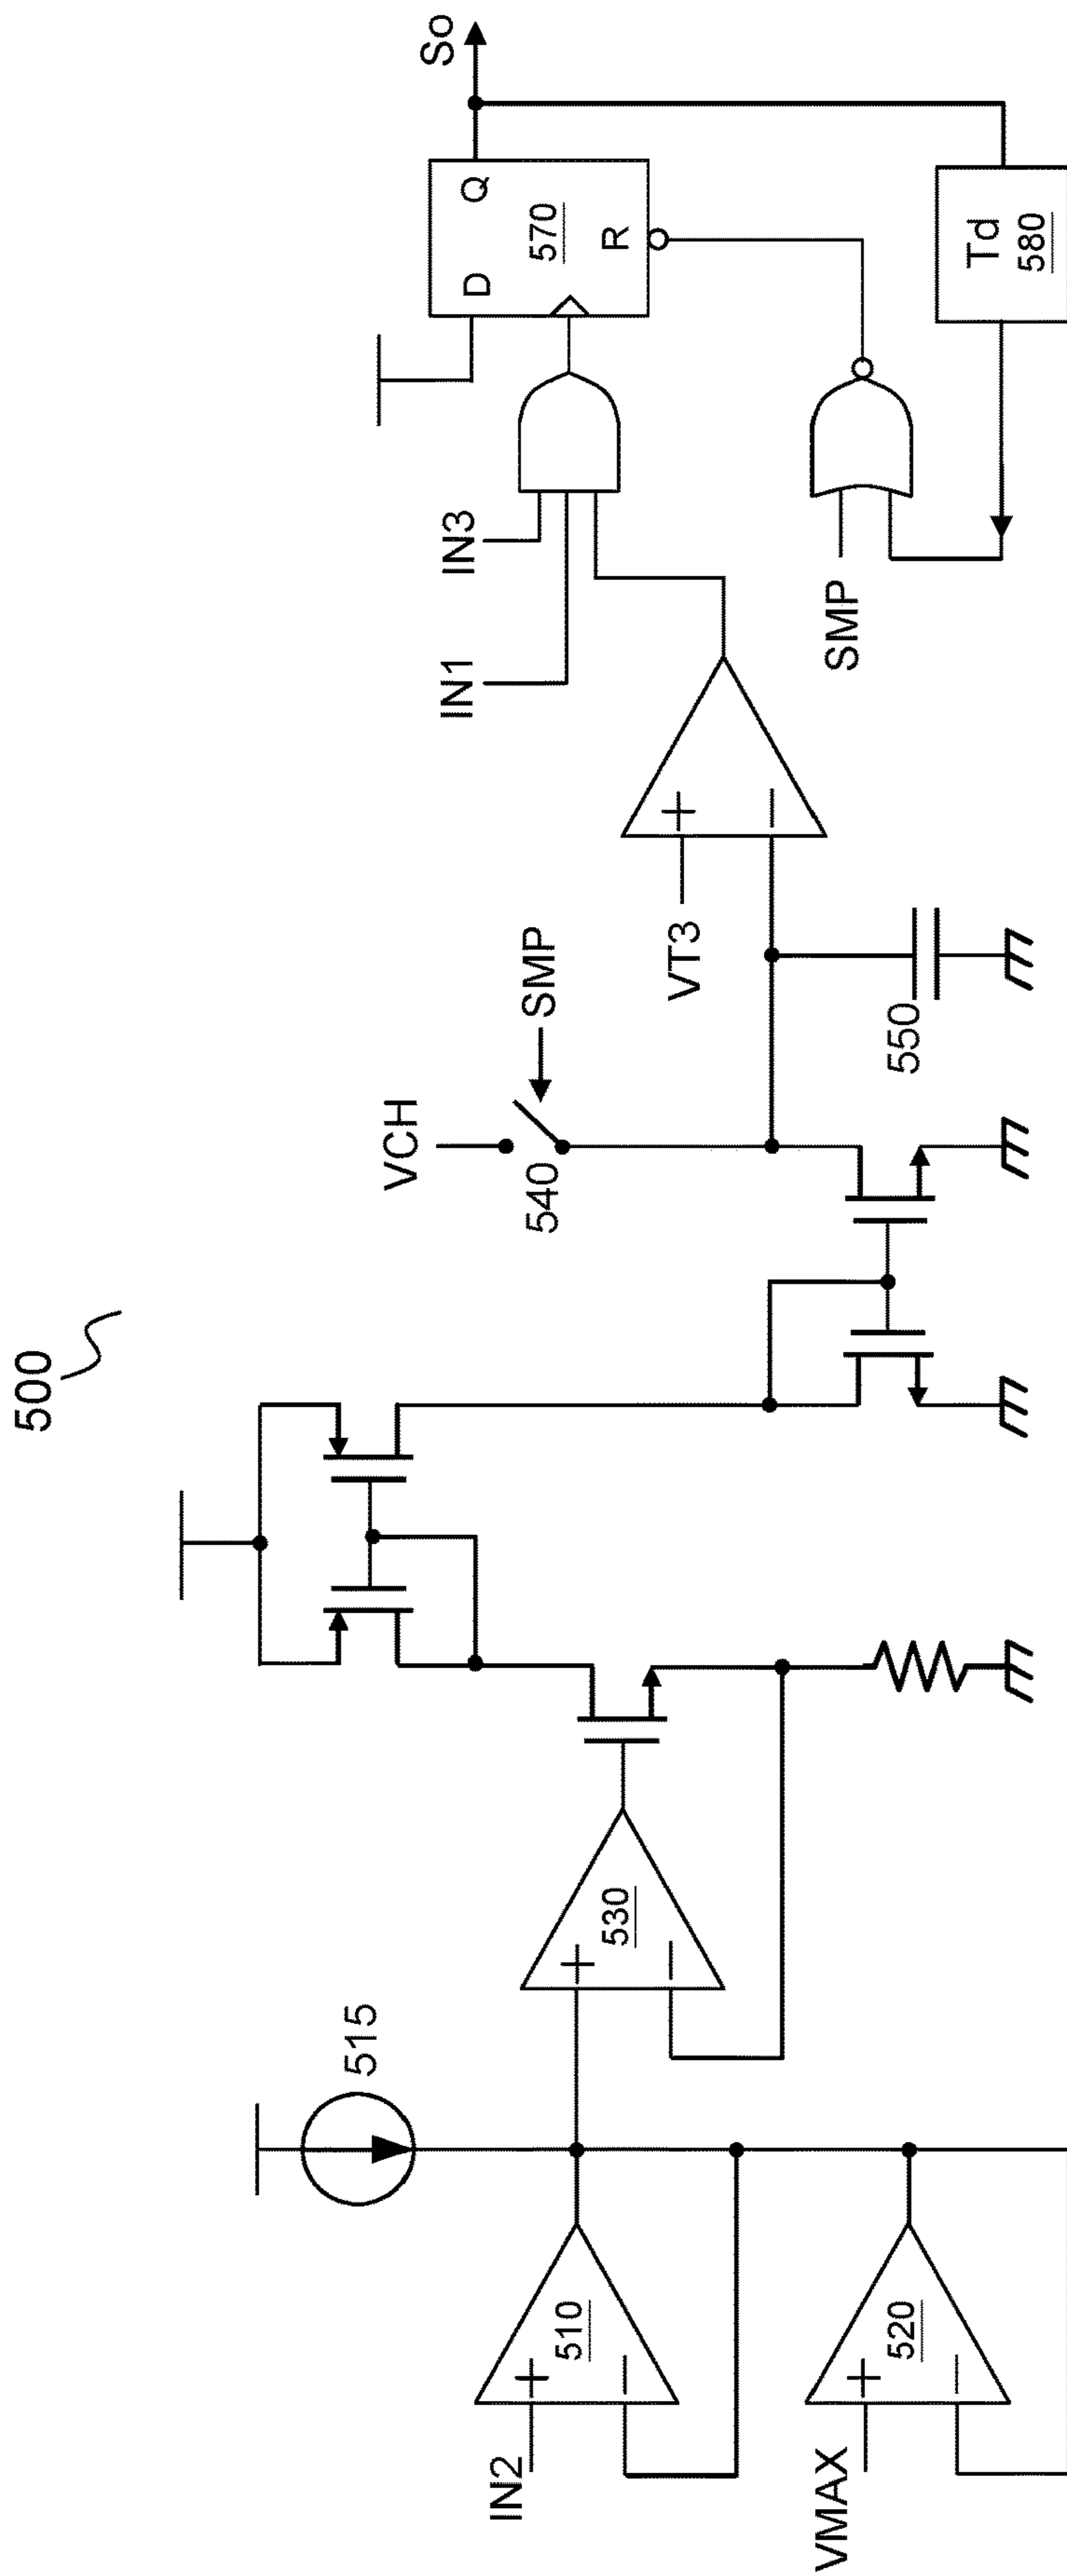 500
IN2
+
−
510
VMAX
+
−
520
515
+
−
530
VCH
540
SMP
550
VT3
+
−
IN1
IN3
SMP
D
Q
R
570
So
Td
580